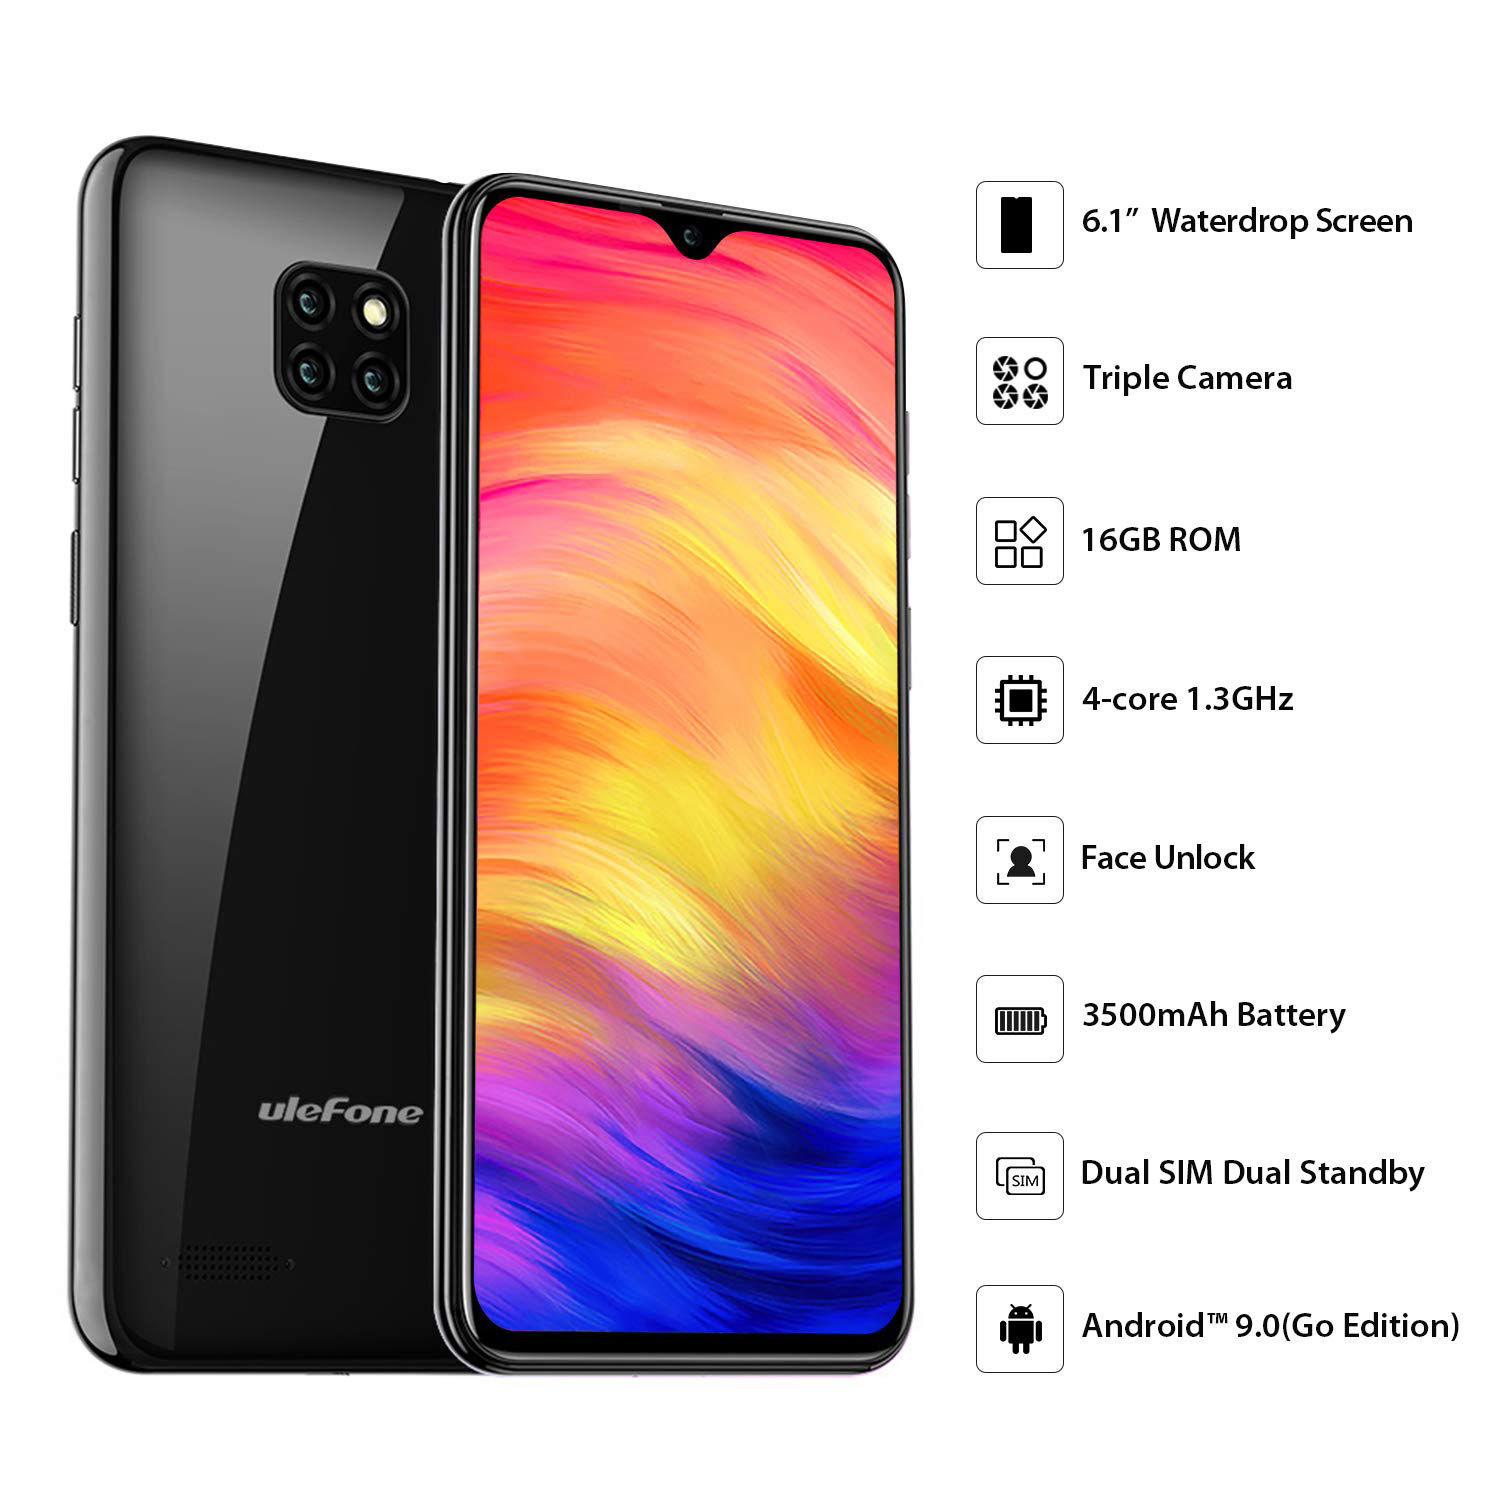 6.1” Waterdrop Screen
Triple Camera
16GB ROM
4-core 1.3GHz
Face Unlock
3500mAh Battery
SIM
Dual SIM Dual Standby
Android™ 9.0(Go Edition)
uleFone